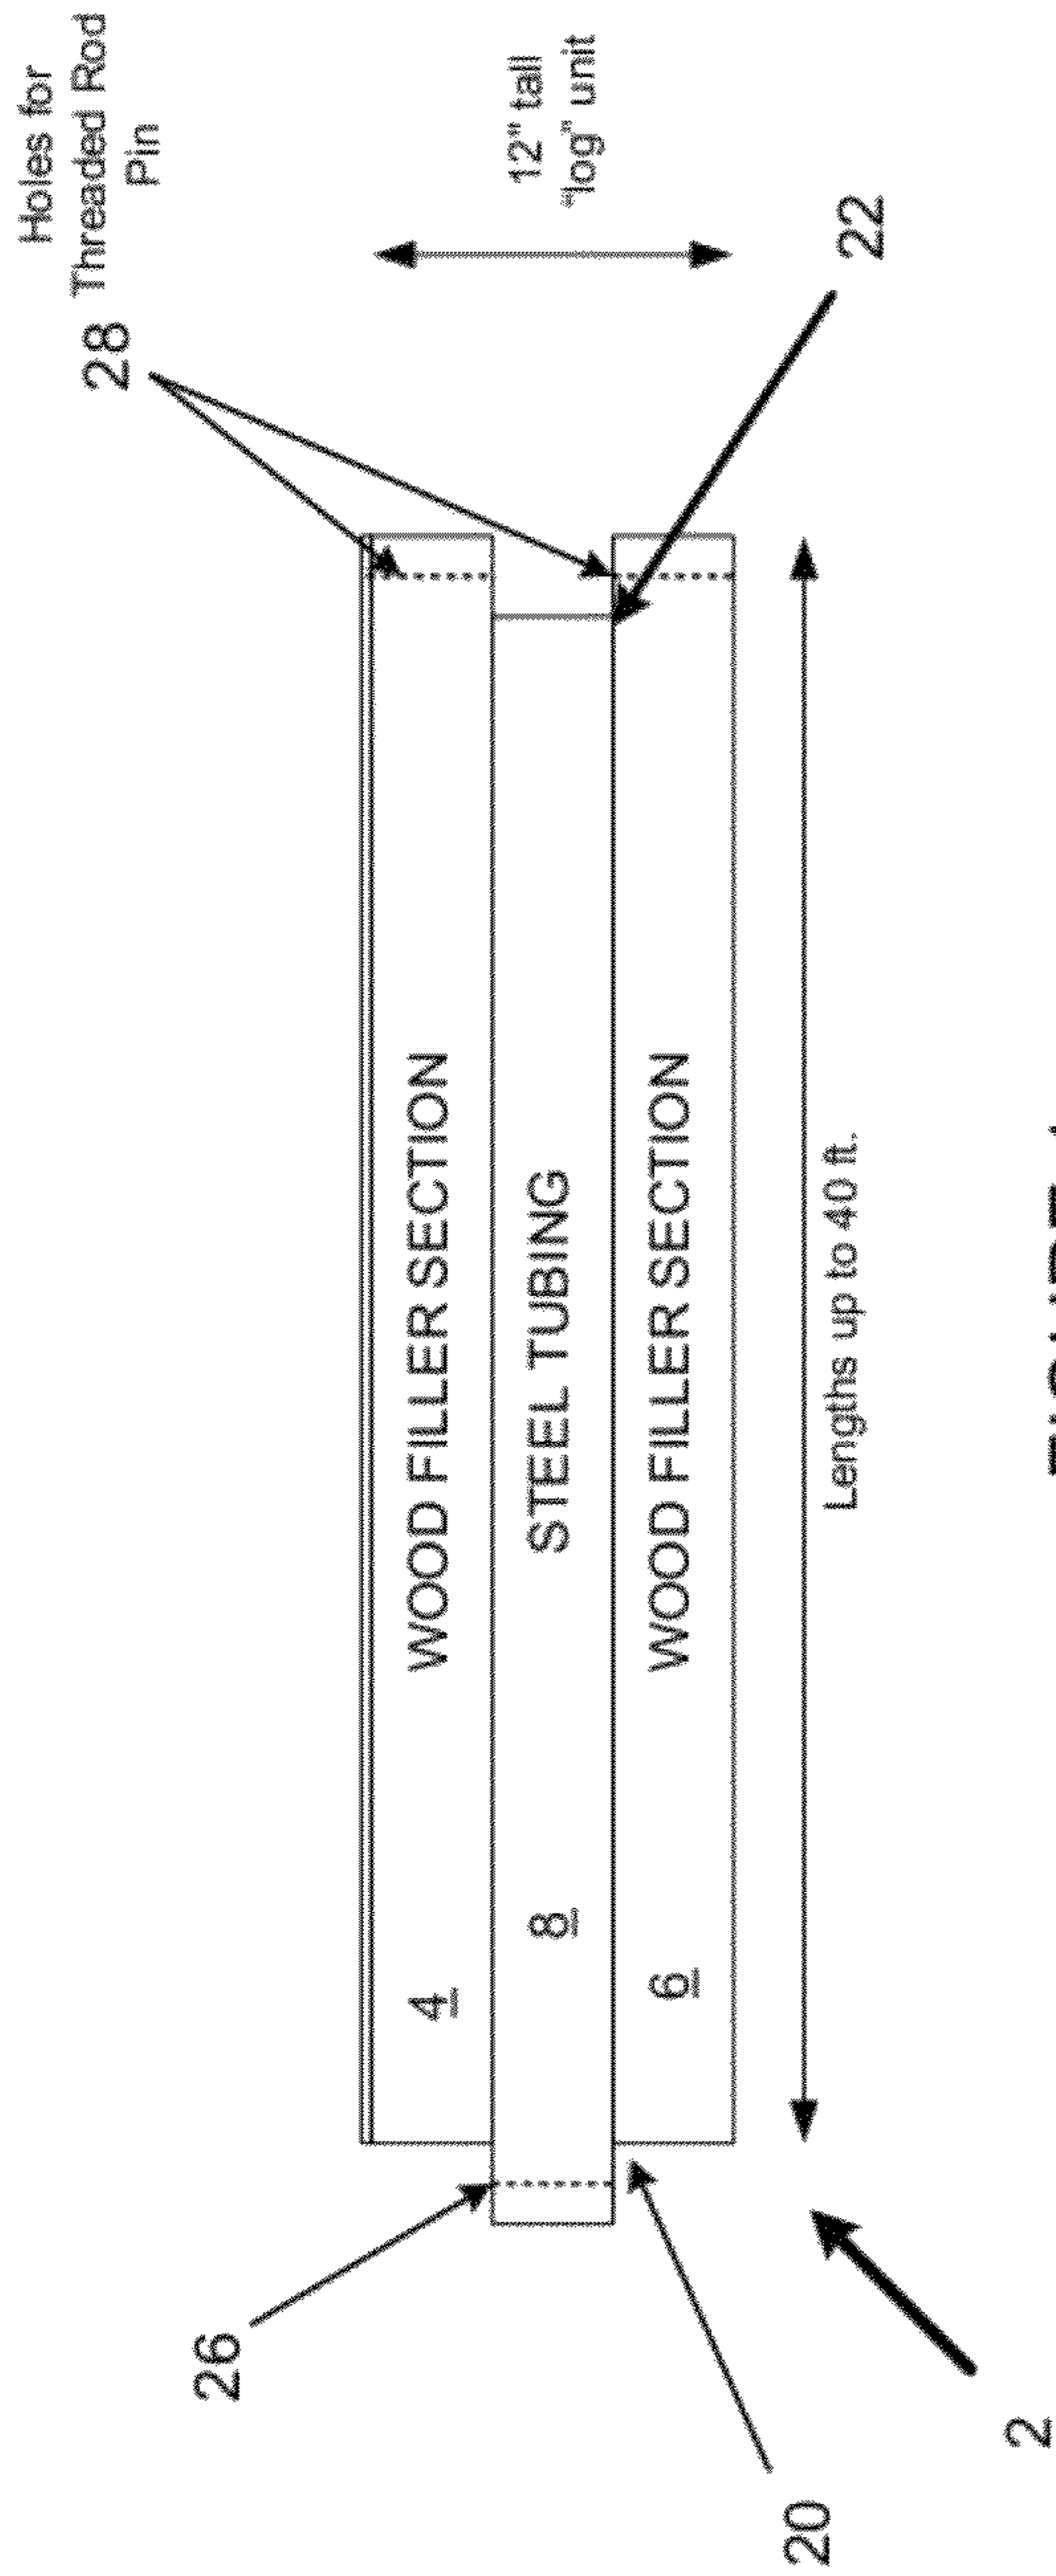 Holes for
28 Threaded Rod
Pin
26
4 WOOD FILLER SECTION
12" tall
"log" unit
8 STEEL TUBING
6 WOOD FILLER SECTION
20
Lengths up to 40 ft.
22
2